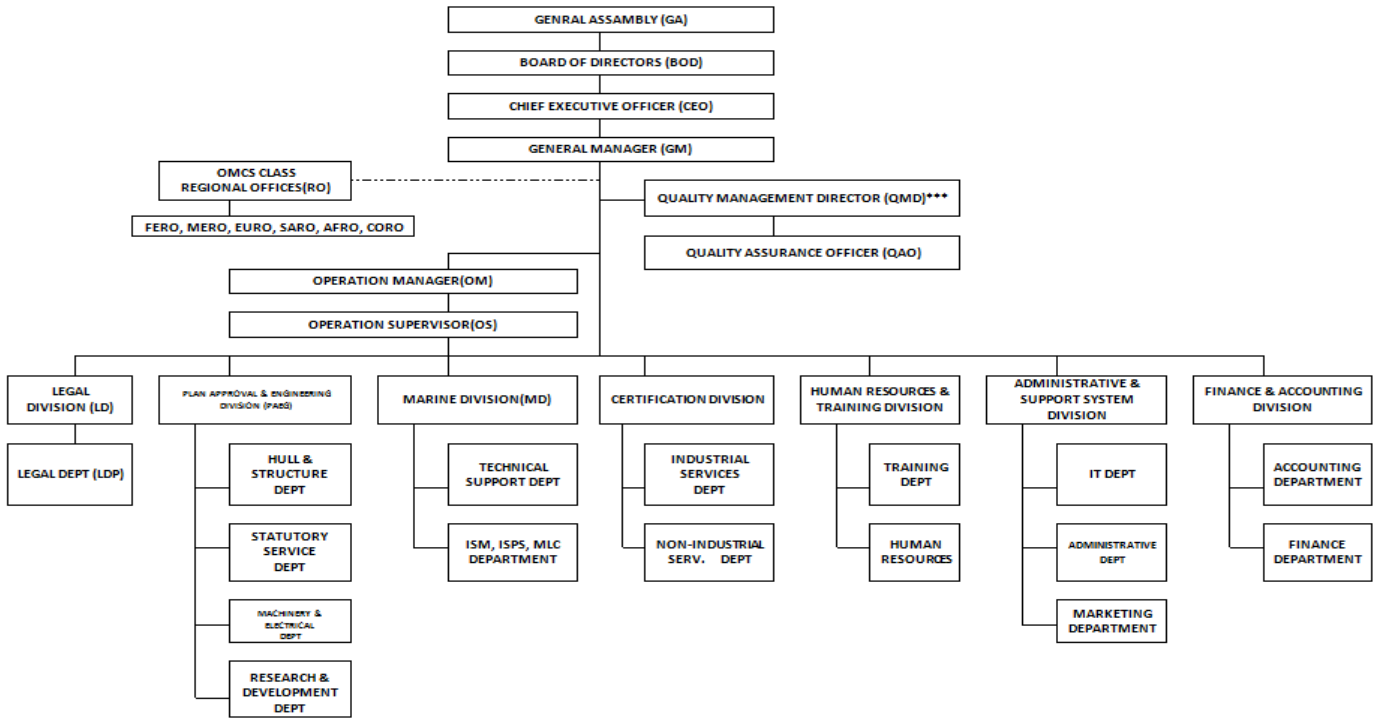 GENRAL ASSAMBLY (GA)
BOARD OF DIRECTORS (BOD)
CHIEF EXECUTIVE OFFICER (CEO)
GENERAL MANAGER (GM)
OMCS CLASS
REGIONAL OFFICES(RO)
FERO, MERO, EURO, SARO, AFRO, CORO
QUALITY MANAGEMENT DIRECTOR (QMD)***
QUALITY ASSURANCE OFFICER (QAO)
OPERATION MANAGER(OM)
OPERATION SUPERVISOR(OS)
LEGAL
DIVISION (LD)
LEGAL DEPT (LDP)
PLAN APPROVAL & ENGINEERING
DIVISION (PAEG)
HULL &
STRUCTURE
DEPT
STATUTORY
SERVICE
DEPT
MACHINERY &
ELECTRICAL
DEPT
RESEARCH &
DEVELOPMENT
DEPT
MARINE DIVISION(MD)
TECHNICAL
SUPPORT DEPT
ISM, ISPS, MLC
DEPARTMENT
CERTIFICATION DIVISION
INDUSTRIAL
SERVICES
DEPT
NON-INDUSTRIAL
SERV. DEPT
HUMAN RESOURCES &
TRAINING DIVISION
TRAINING
DEPT
HUMAN
RESOURCES
ADMINISTRATIVE &
SUPPORT SYSTEM
DIVISION
IT DEPT
ADMINISTRATIVE
DEPT
MARKETING
DEPARTMENT
FINANCE & ACCOUNTING
DIVISION
ACCOUNTING
DEPARTMENT
FINANCE
DEPARTMENT